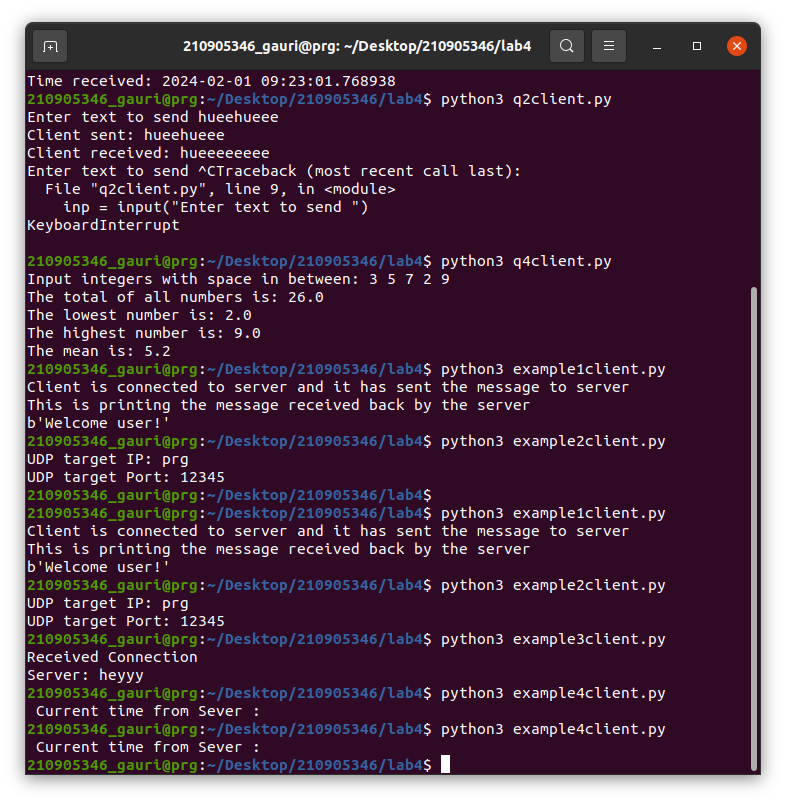 210905346_gauri@prg: ~/Desktop/210905346/lab4
Time received: 2024-02-01 09:23:01.768938
210905346_gauri@prg:~/Desktop/210905346/lab4$ python3 q2client.py
Enter text to send hueehueee
Client sent: hueehueee
Client received: hueeeeeeee
Enter text to send ^CTraceback (most recent call last):
  File "q2client.py", line 9, in <module>
    inp = input("Enter text to send ")
KeyboardInterrupt

210905346_gauri@prg:~/Desktop/210905346/lab4$ python3 q4client.py
Input integers with space in between: 3 5 7 2 9
The total of all numbers is: 26.0
The lowest number is: 2.0
The highest number is: 9.0
The mean is: 5.2
210905346_gauri@prg:~/Desktop/210905346/lab4$ python3 example1client.py
Client is connected to server and it has sent the message to server
This is printing the message received back by the server
b'Welcome user!'
210905346_gauri@prg:~/Desktop/210905346/lab4$ python3 example2client.py
UDP target IP: prg
UDP target Port: 12345
210905346_gauri@prg:~/Desktop/210905346/lab4$
210905346_gauri@prg:~/Desktop/210905346/lab4$ python3 example1client.py
Client is connected to server and it has sent the message to server
This is printing the message received back by the server
b'Welcome user!'
210905346_gauri@prg:~/Desktop/210905346/lab4$ python3 example2client.py
UDP target IP: prg
UDP target Port: 12345
210905346_gauri@prg:~/Desktop/210905346/lab4$ python3 example3client.py
Received Connection
Server: heyyy
210905346_gauri@prg:~/Desktop/210905346/lab4$ python3 example4client.py
 Current time from Sever :
210905346_gauri@prg:~/Desktop/210905346/lab4$ python3 example4client.py
 Current time from Sever :
210905346_gauri@prg:~/Desktop/210905346/lab4$